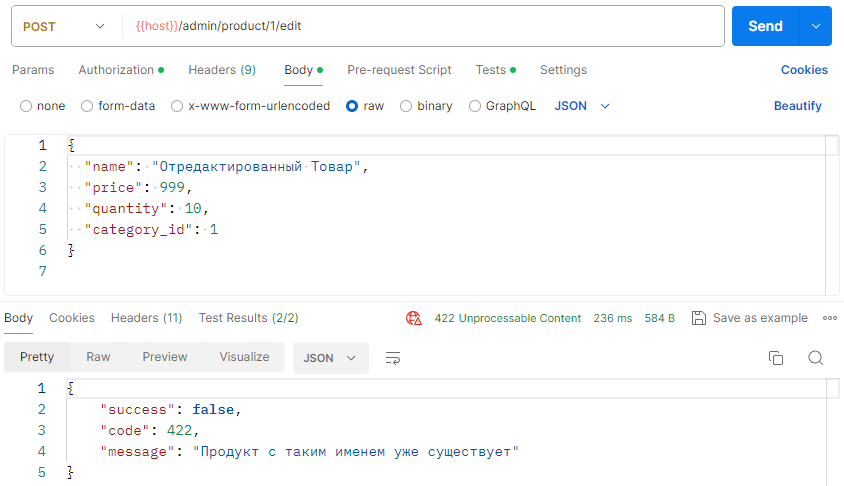 POST {{host}}/admin/product/1/edit Send
Params Authorization Headers (9) Body Pre-request Script Tests Settings Cookies
none form-data x-www-form-urlencoded raw binary GraphQL JSON Beautify
1 {
2 "name": "Отредактированный Товар",
3 "price": 999,
4 "quantity": 10,
5 "category_id": 1
6 }
7
Body Cookies Headers (11) Test Results (2/2) 422 Unprocessable Content 236 ms 584 B Save as example
Pretty Raw Preview Visualize JSON
1 {
2 "success": false,
3 "code": 422,
4 "message": "Продукт с таким именем уже существует"
5 }